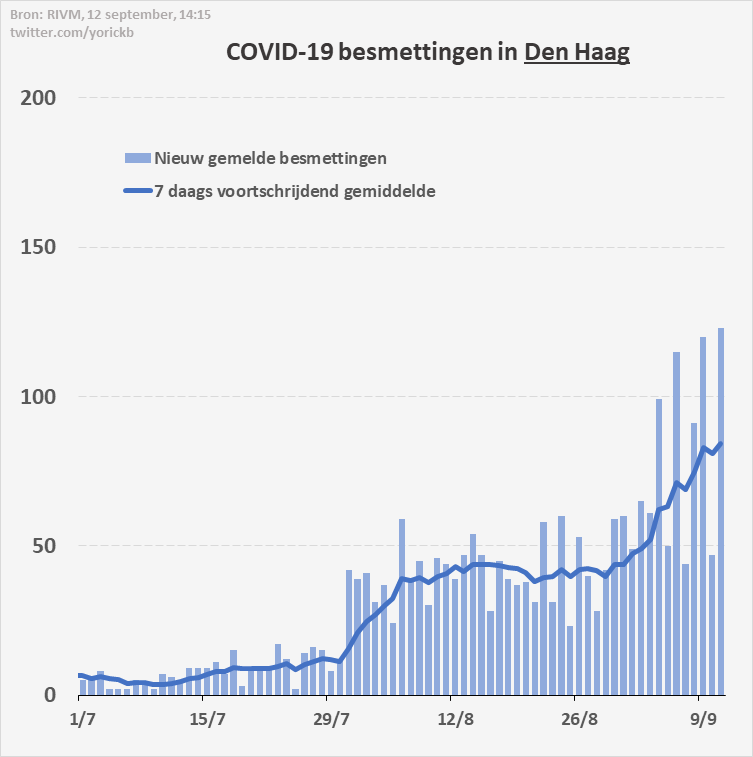 Bron: RIVM, 12 september, 14:15
twitter.com/yorickb
COVID-19 besmettingen in Den Haag
200
Nieuw gemelde besmettingen
7 daags voortschrijdend gemiddelde
150
100
50
0
1/7 15/7 29/7 12/8 26/8 9/9